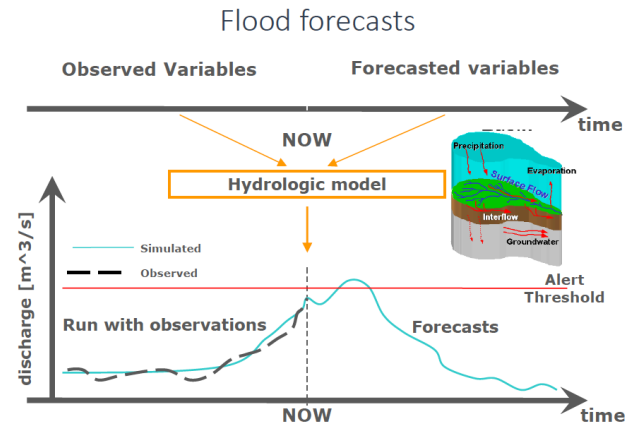 Flood forecasts
Observed Variables
Forecasted variables
time
NOW
Hydrologic model
Precipitation
Evaporation
Surface Flow
Interflow
Groundwater
discharge [m^3/s]
Simulated
Observed
Alert
Threshold
Run with observations
Forecasts
NOW
time